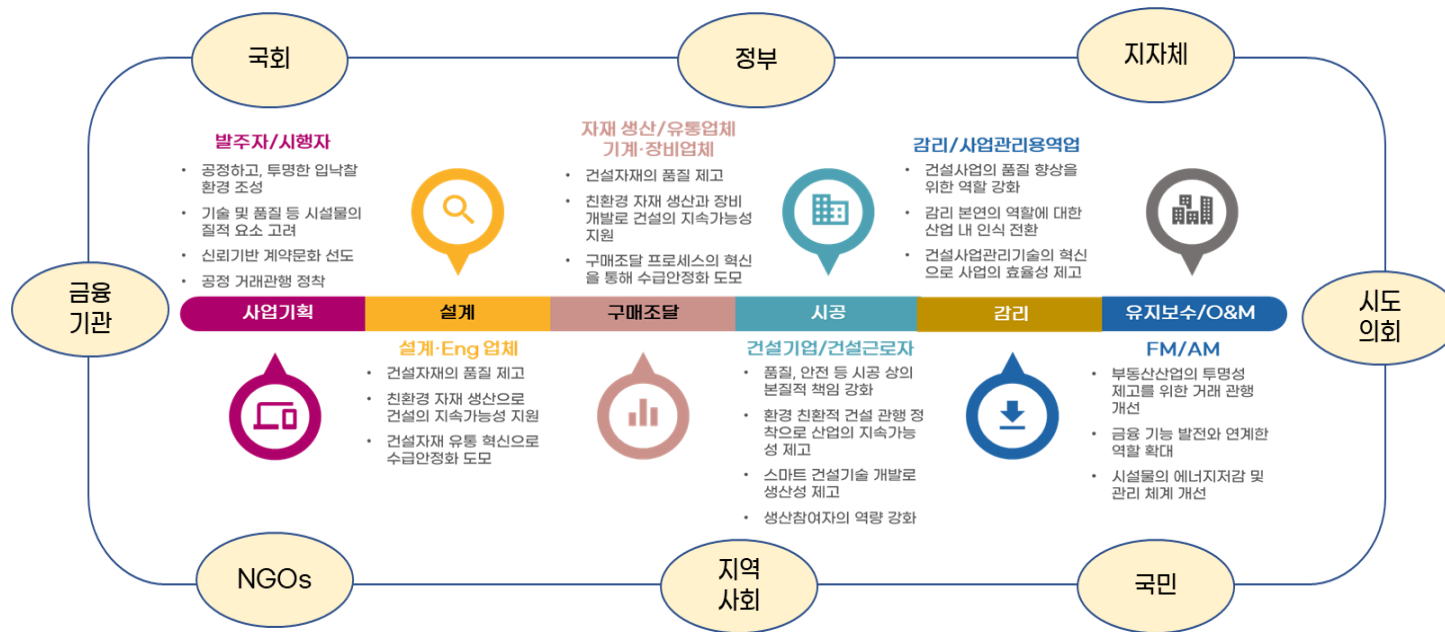 국회
정부
지자체
발주자/시행자
• 공정하고, 투명한 입낙찰
환경 조성
• 기술 및 품질 등 시설물의
질적 요소 고려
• 신뢰기반 계약문화 선도
• 공정 거래관행 정착
자재 생산/유통업체
기계·장비업체
• 건설자재의 품질 제고
• 친환경 자재 생산과 장비
개발로 건설의 지속가능성
지원
• 구매조달 프로세스의 혁신
을 통해 수급안정화 도모
감리/사업관리용역업
• 건설사업의 품질 향상을
위한 역할 강화
• 감리 본연의 역할에 대한
산업 내 인식 전환
• 건설사업관리기술의 혁신
으로 사업의 효율성 제고
금융
기관
사업기획
설계
구매조달
시공
감리
유지보수/O&M
시도
의회
설계·Eng 업체
• 건설자재의 품질 제고
• 친환경 자재 생산으로
건설의 지속가능성 지원
• 건설자재 유통 혁신으로
수급안정화 도모
건설기업/건설근로자
• 품질, 안전 등 시공 상의
본질적 책임 강화
• 환경 친환적 건설 관행 정
착으로 산업의 지속가능
성 제고
• 스마트 건설기술 개발로
생산성 제고
• 생산참여자의 역량 강화
FM/AM
• 부동산산업의 투명성
제고를 위한 거래 관행
개선
• 금융 기능 발전와 연계한
역할 확대
• 시설물의 에너지저감 및
관리 체계 개선
NGOs
지역
사회
국민